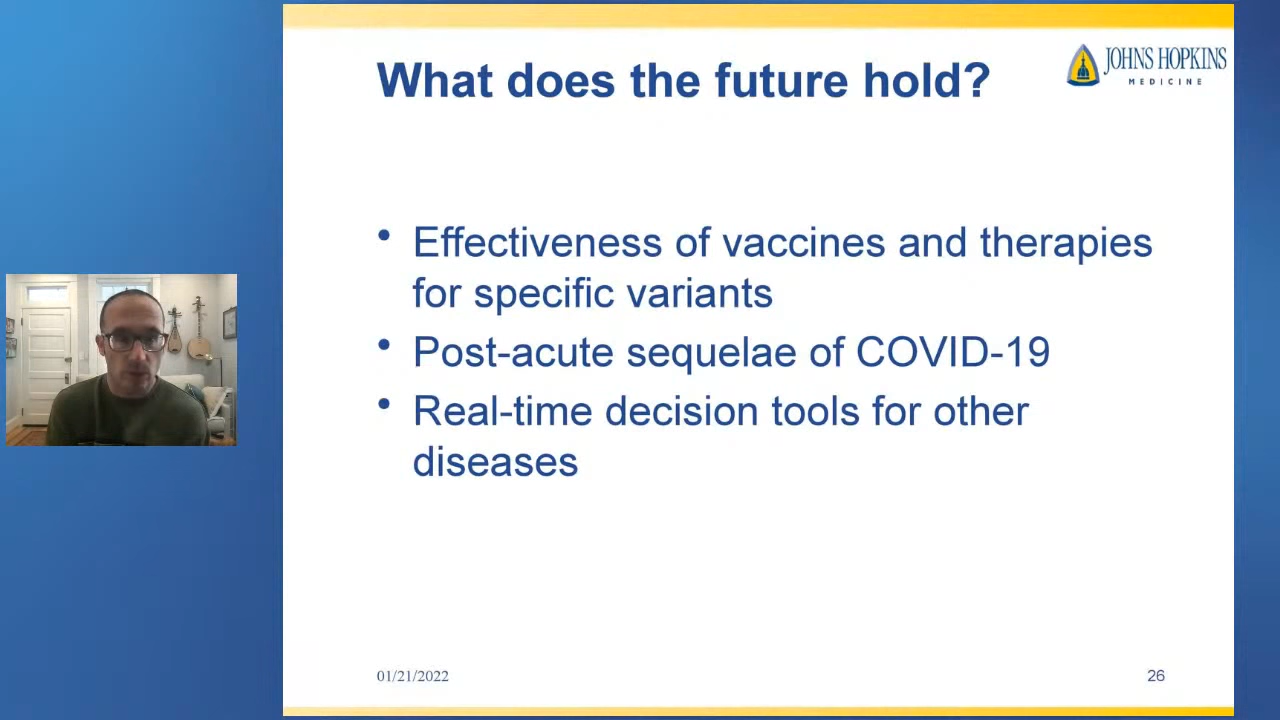 What does the future hold?
JOHNS HOPKINS
MEDICINE
• Effectiveness of vaccines and therapies
for specific variants
• Post-acute sequelae of COVID-19
• Real-time decision tools for other
diseases
01/21/2022
26